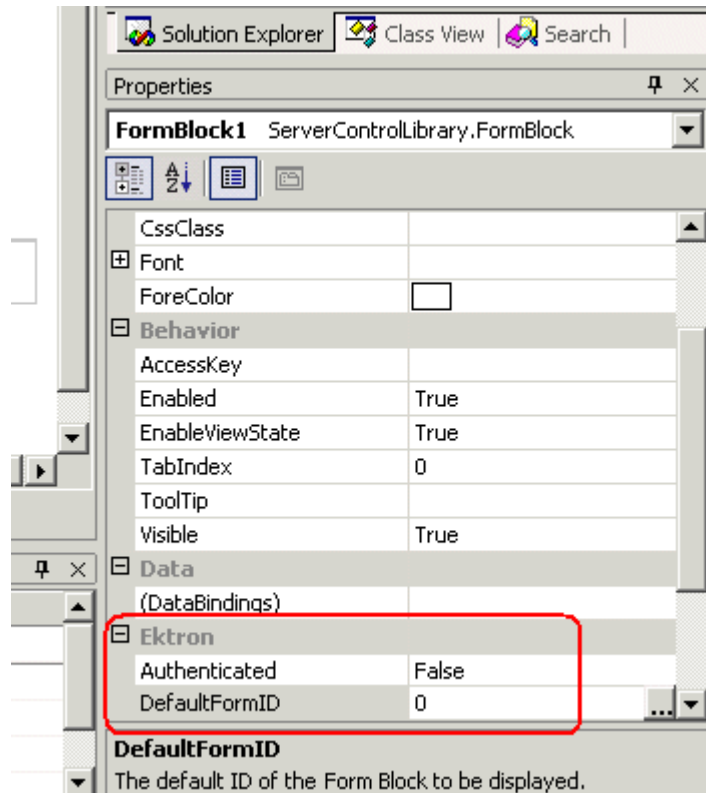 Solution Explorer Class View Search
Properties
FormBlock1 ServerControlLibrary.FormBlock
CssClass
Font
ForeColor
Behavior
AccessKey
Enabled True
EnableViewState True
TabIndex 0
ToolTip
Visible True
Data
(DataBindings)
Ektron
Authenticated False
DefaultFormID 0 ...
DefaultFormID
The default ID of the Form Block to be displayed.